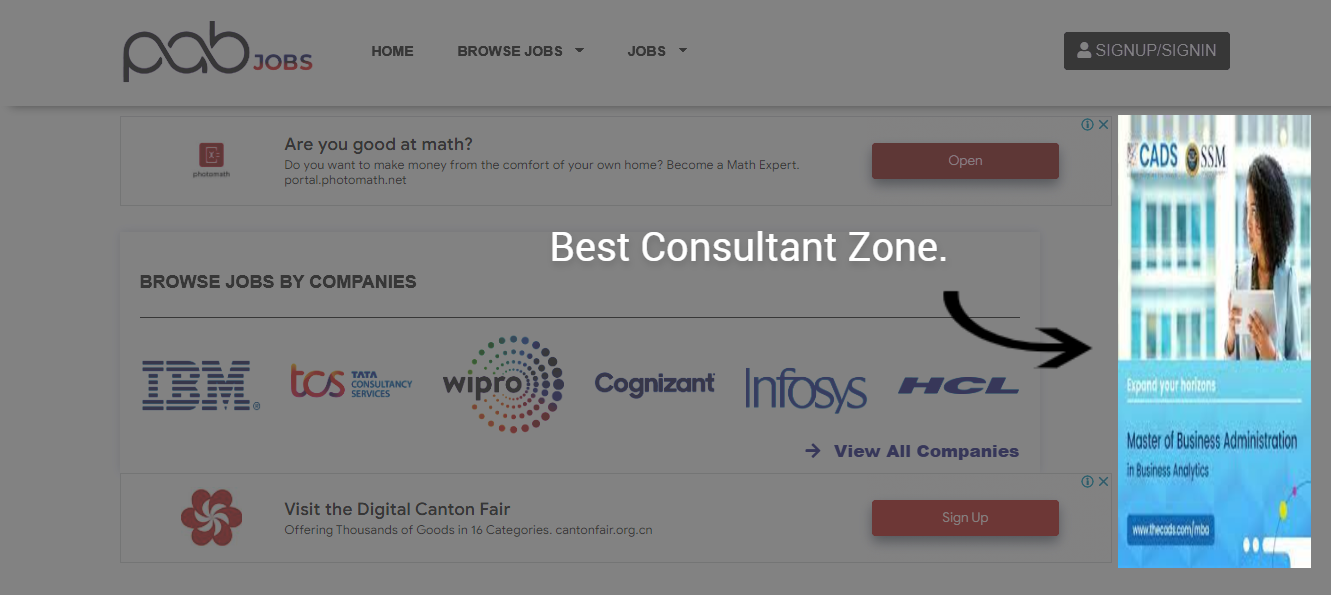 pab JOBS
HOME
BROWSE JOBS
JOBS
SIGNUP/SIGNIN
Are you good at math?
Do you want to make money from the comfort of your own home? Become a Math Expert.
portal.photomath.net
photomath
Open
CADS SSM
Best Consultant Zone.
BROWSE JOBS BY COMPANIES
IBM®
tcs TATA
CONSULTANCY
SERVICES
wipro
Cognizant
Infosys
HCL
View All Companies
Expand your horizons
Master of Business Administration
in Business Analytics
www.thecads.com/mba
Visit the Digital Canton Fair
Offering Thousands of Goods in 16 Categories. cantonfair.org.cn
Sign Up